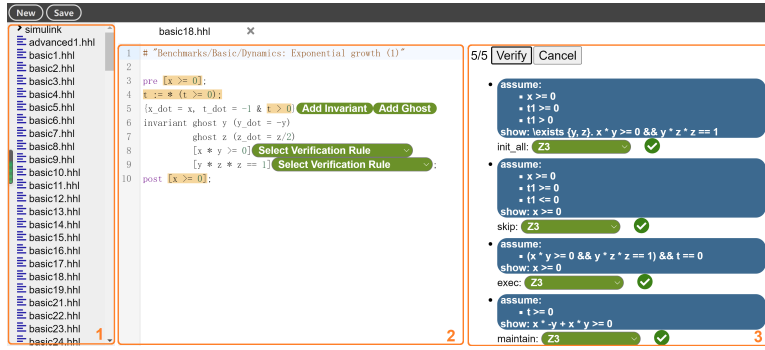 New Save
simulink
advanced1.hhl
basic1.hhl
basic2.hhl
basic3.hhl
basic4.hhl
basic5.hhl
basic6.hhl
basic7.hhl
basic8.hhl
basic9.hhl
basic10.hhl
basic11.hhl
basic12.hhl
basic13.hhl
basic14.hhl
basic15.hhl
basic16.hhl
basic17.hhl
basic18.hhl
basic19.hhl
basic21.hhl
basic22.hhl
basic23.hhl
basic24.hhl
1
basic18.hhl
1 # "Benchmarks/Basic/Dynamics: Exponential growth (1)"
2
3 pre [x >= 0];
4 t := * (t >= 0);
5 {x_dot = x, t_dot = -1 & t > 0} Add Invariant Add Ghost
6 invariant ghost y (y_dot = -y)
7 ghost z (z_dot = z/2)
8 [x * y >= 0] Select Verification Rule
9 [y * z * z == 1] Select Verification Rule ;
10 post [x >= 0];
2
5/5 Verify Cancel
assume:
x >= 0
t1 >= 0
t1 > 0
show: \exists {y, z}. x * y >= 0 && y * z * z == 1
init_all: Z3
assume:
x >= 0
t1 >= 0
t1 <= 0
show: x >= 0
skip: Z3
assume:
(x * y >= 0 && y * z * z == 1) && t == 0
show: x >= 0
exec: Z3
assume:
t >= 0
show: x * -y + x * y >= 0
maintain: Z3
3